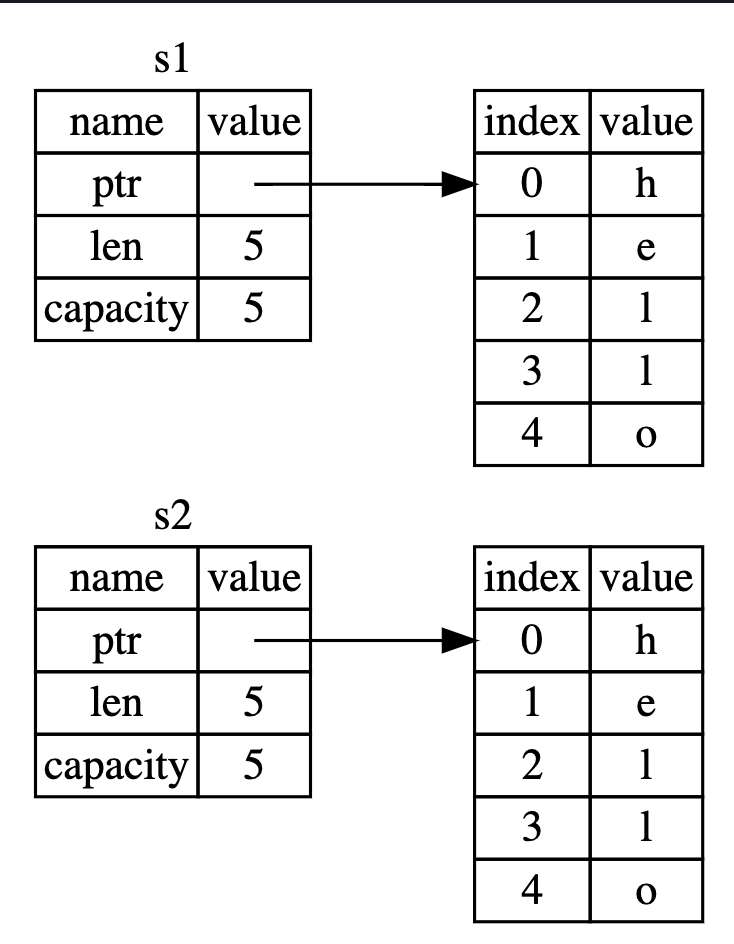 s1
name value
ptr
len 5
capacity 5
index value
0 h
1 e
2 l
3 l
4 o
s2
name value
ptr
len 5
capacity 5
index value
0 h
1 e
2 l
3 l
4 o